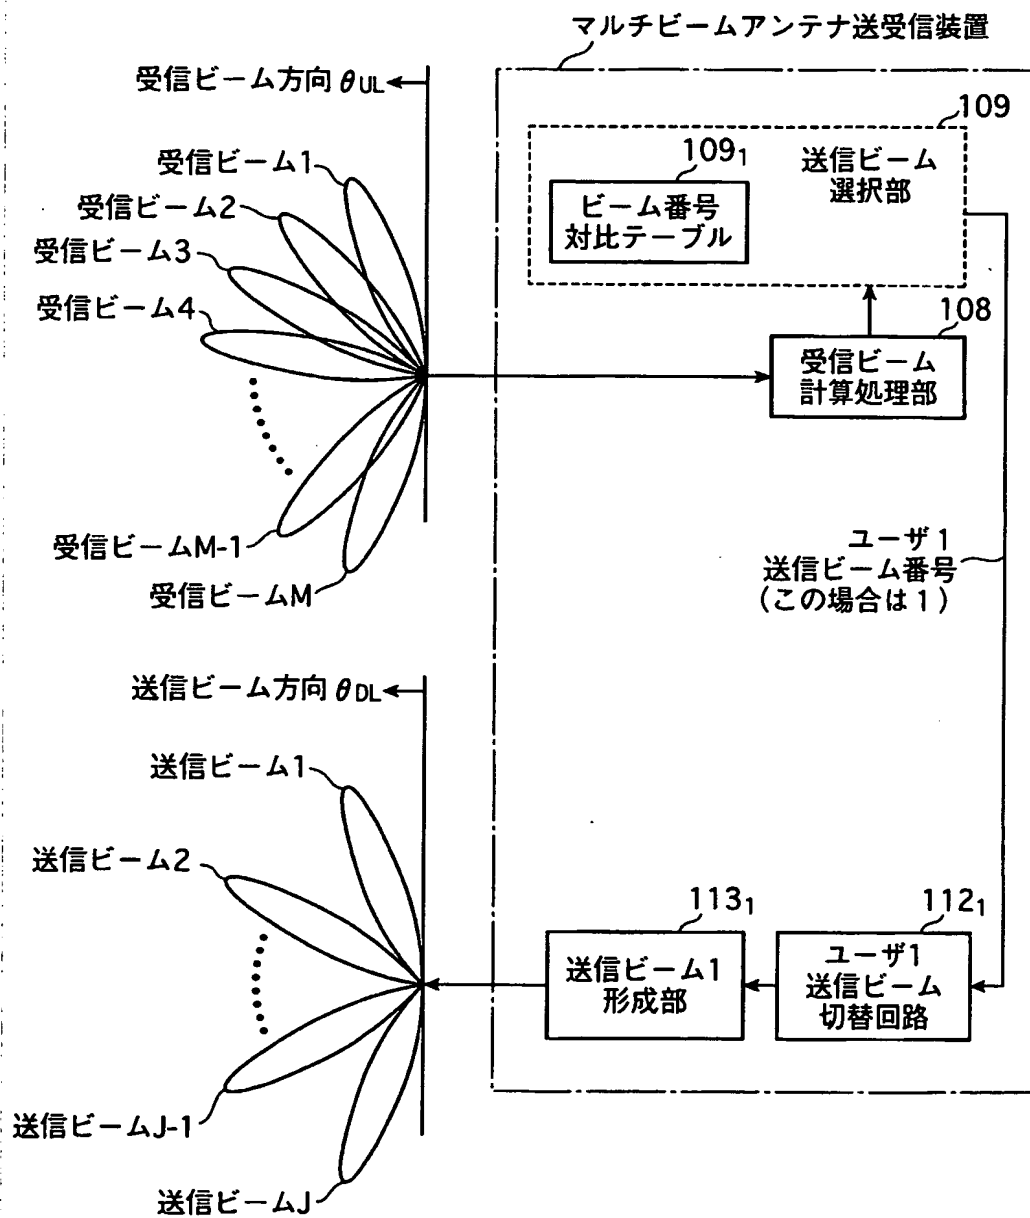 マルチビームアンテナ送受信装置
受信ビーム方向 θUL
109
109₁
送信ビーム
選択部
ビーム番号
対比テーブル
受信ビーム1
受信ビーム2
受信ビーム3
受信ビーム4
108
受信ビーム
計算処理部
受信ビームM-1
受信ビームM
ユーザ1
送信ビーム番号
(この場合は1)
送信ビーム方向 θDL
送信ビーム1
送信ビーム2
113₁
送信ビーム1
形成部
112₁
ユーザ1
送信ビーム
切替回路
送信ビームJ-1
送信ビームJ